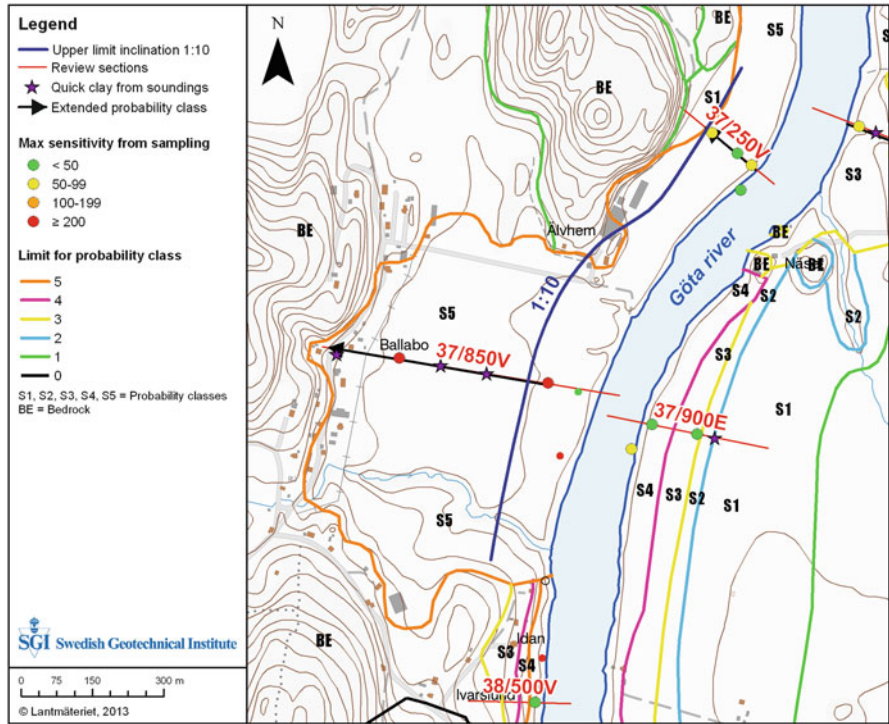 Legend
Upper limit inclination 1:10
Review sections
Quick clay from soundings
Extended probability class
Max sensitivity from sampling
< 50
50-99
100-199
≥ 200
Limit for probability class
5
4
3
2
1
0
S1, S2, S3, S4, S5 = Probability classes
BE = Bedrock
SGI Swedish Geotechnical Institute
0 75 150 300 m
© Lantmäteriet, 2013
N
BE
S5
BE
S1
37/250V
S3
BE
Älvhem
BE
BE
Näset
BE
Göta river
S4
S2
1:10
S5
S2
Ballabo
37/850V
S3
S1
37/900E
S4
S3
S2
S1
S5
BE
Idan
S3
S4
38/500V
Ivarslund